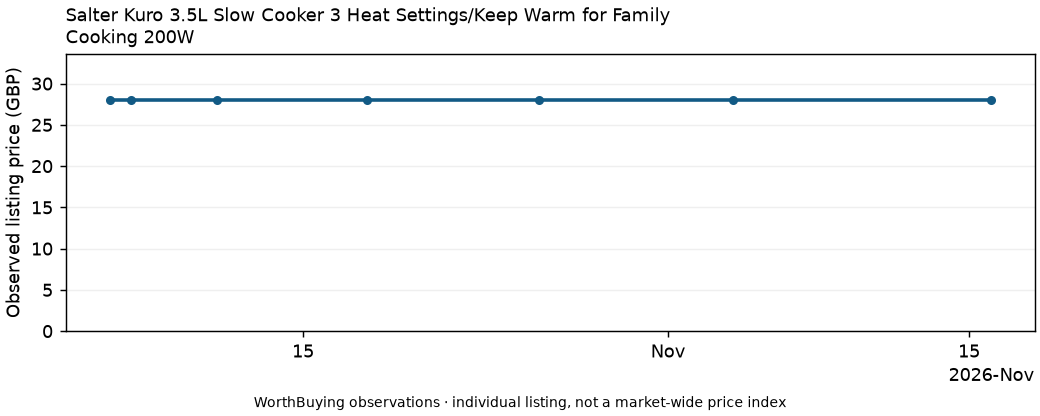 Salter Kuro 3.5L Slow Cooker 3 Heat Settings/Keep Warm for Family
Cooking 200W
Observed listing price (GBP)
30
25
20
15
10
5
0
15
Nov
15
2026-Nov
WorthBuying observations · individual listing, not a market-wide price index